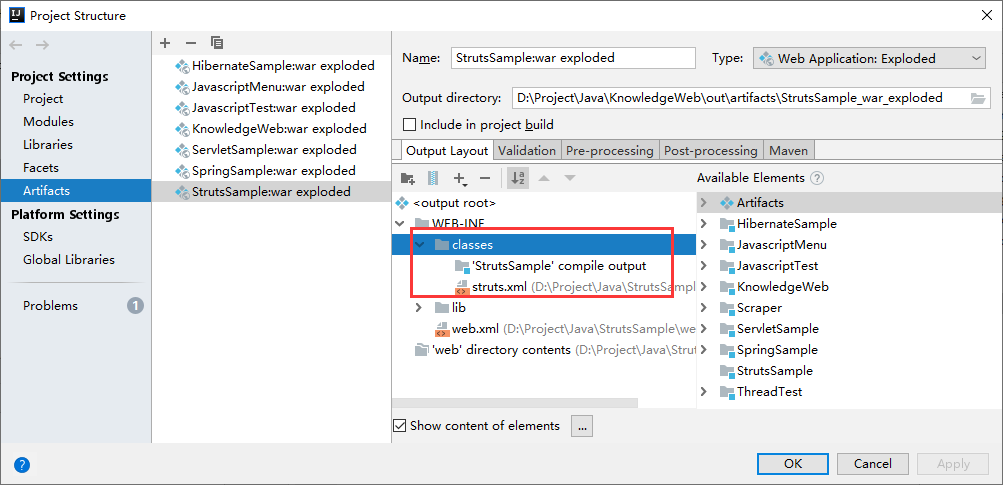 Project Structure
Project Settings
Project
Modules
Libraries
Facets
Artifacts
Platform Settings
SDKs
Global Libraries
Problems
1
HibernateSample:war exploded
JavascriptMenu:war exploded
JavascriptTest:war exploded
KnowledgeWeb:war exploded
ServletSample:war exploded
SpringSample:war exploded
StrutsSample:war exploded
Name: StrutsSample:war exploded Type: Web Application: Exploded
Output directory: D:\Project\Java\KnowledgeWeb\out\artifacts\StrutsSample_war_exploded
Include in project build
Output Layout Validation Pre-processing Post-processing Maven
<output root>
WEB-INF
classes
'StrutsSample' compile output
struts.xml (D:\Project\Java\StrutsSampl
lib
web.xml (D:\Project\Java\StrutsSample\we
'web' directory contents (D:\Project\Java\Strut
Available Elements ?
Artifacts
HibernateSample
JavascriptMenu
JavascriptTest
KnowledgeWeb
Scraper
ServletSample
SpringSample
StrutsSample
ThreadTest
Show content of elements ...
? OK Cancel Apply